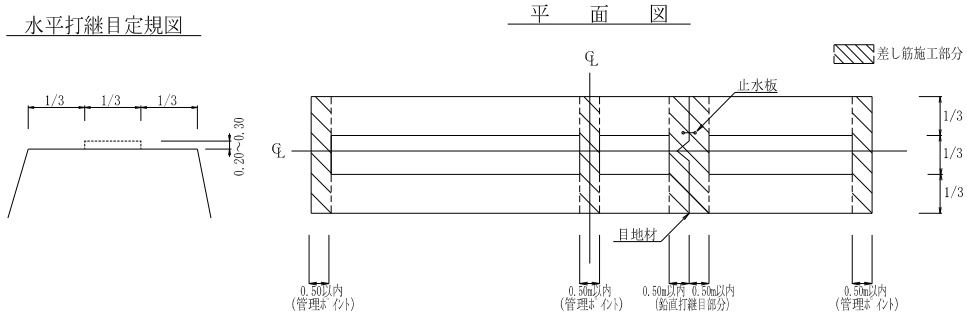 水平打継目定規図
平面図
差し筋施工部分
1/3
1/3
1/3
0.20～0.30
℄
℄
止水板
1/3
1/3
1/3
目地材
0.50以内
(管理ポイント)
0.50m以内
(管理ポイント)
0.50m以内 0.50m以内
(鉛直打継目部分)
0.50m以内
(管理ポイント)